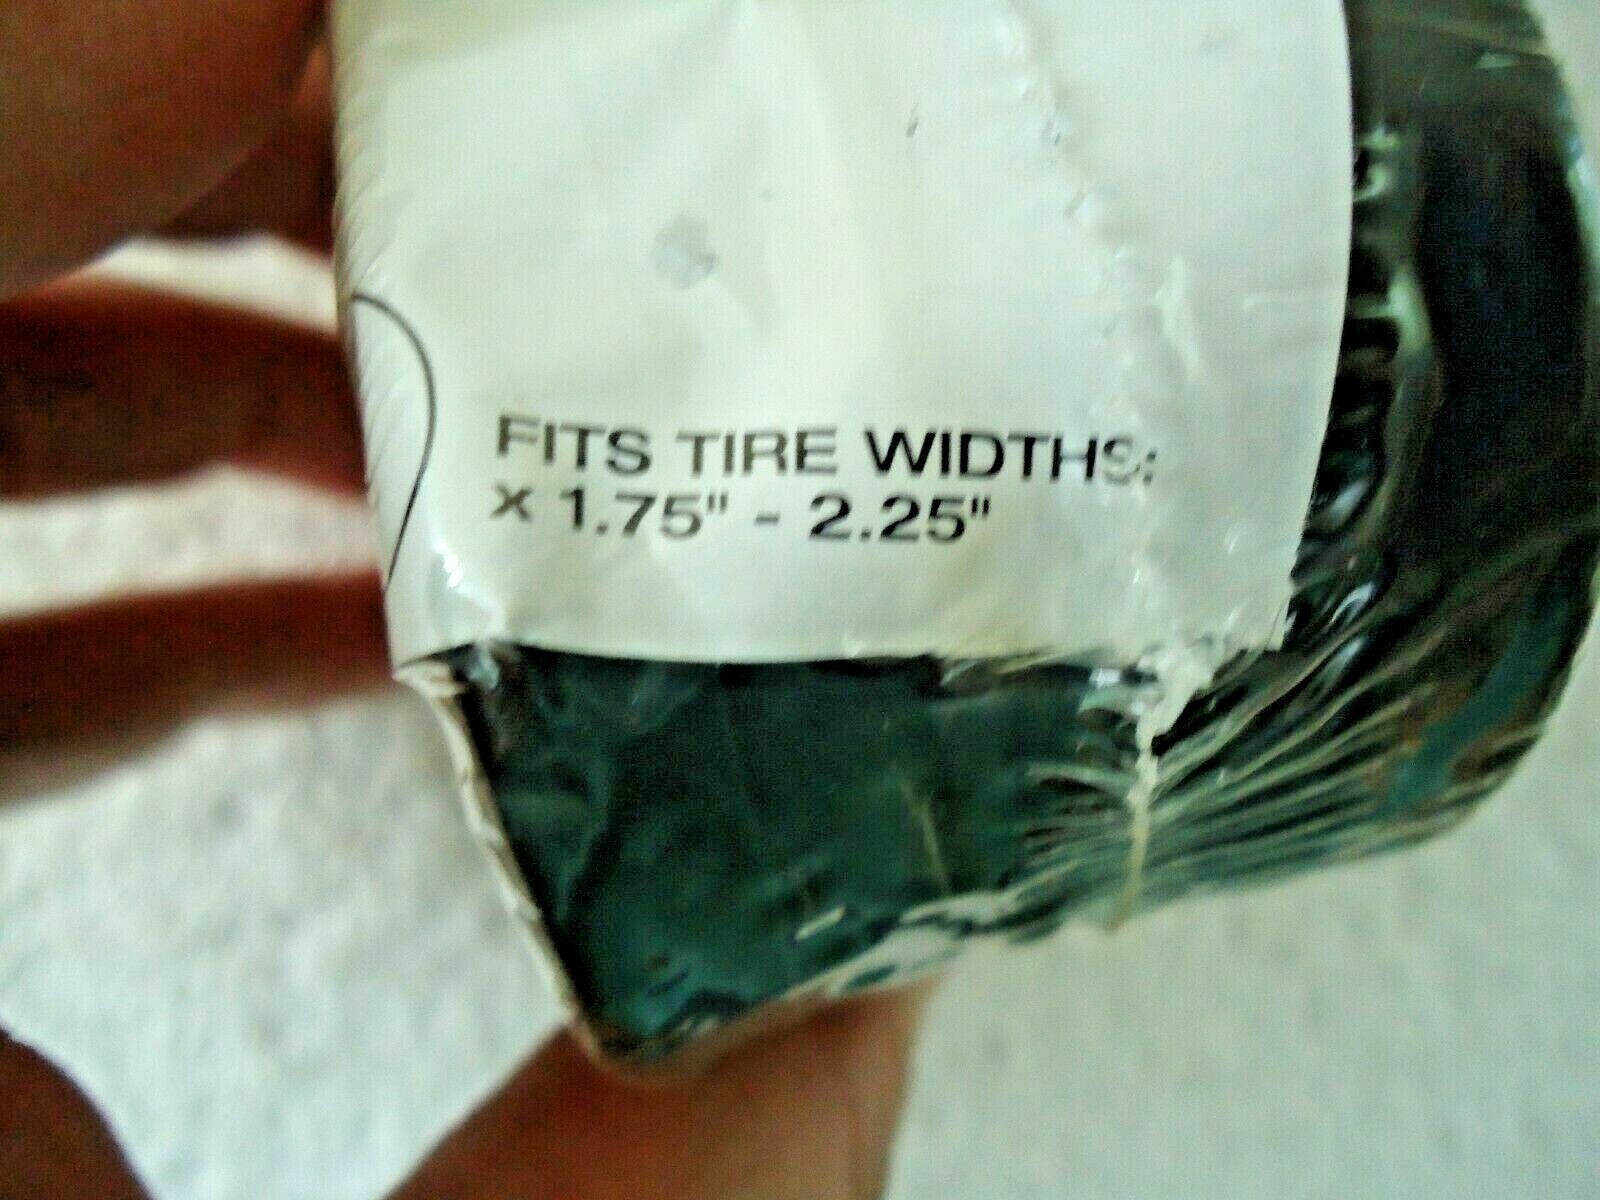 FITS TIRE WIDTHS:
x 1.75" - 2.25"